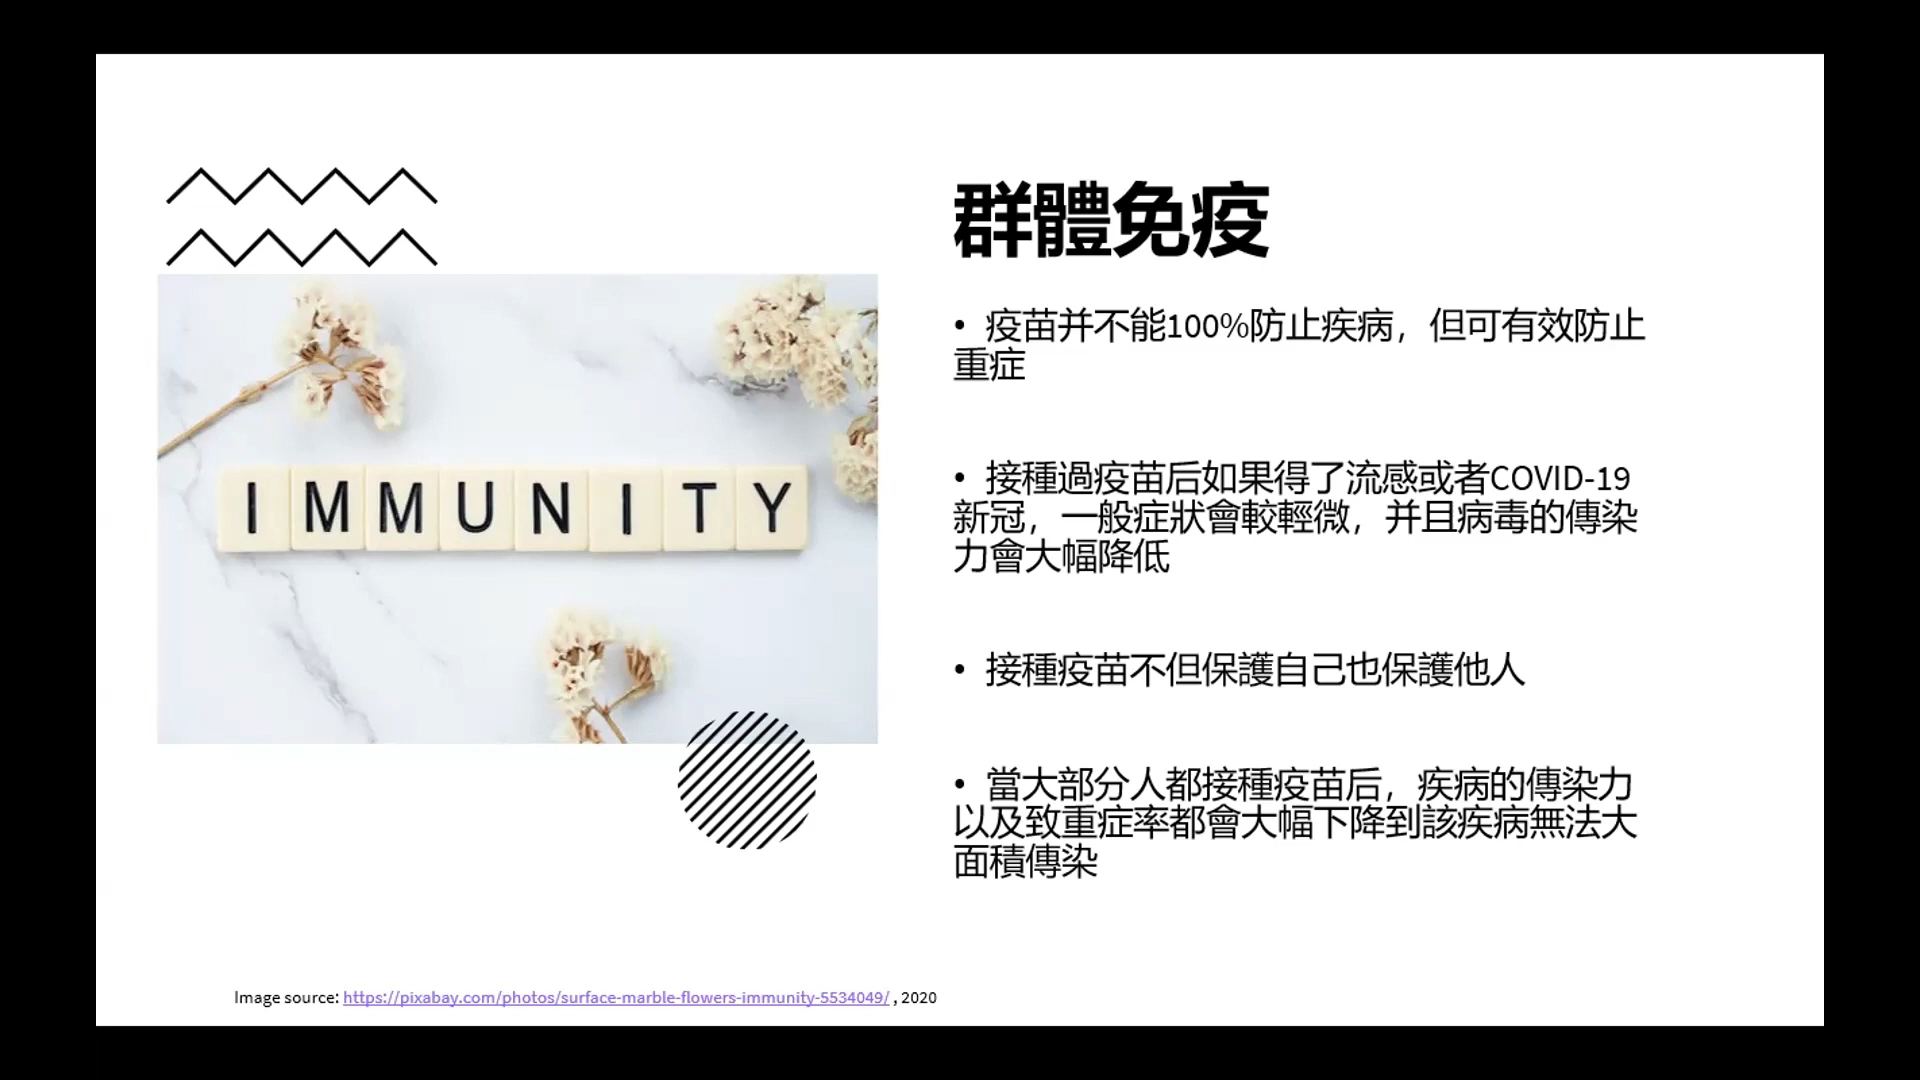 群體免疫
• 疫苗并不能100%防止疾病，但可有效防止
重症
• 接種過疫苗后如果得了流感或者COVID-19
新冠，一般症狀會較輕微，并且病毒的傳染
力會大幅降低
• 接種疫苗不但保護自己也保護他人
• 當大部分人都接種疫苗后，疾病的傳染力
以及致重症率都會大幅下降到該疾病無法大
面積傳染
IMMUNITY
Image source: https://pixabay.com/photos/surface-marble-flowers-immunity-5534049/ , 2020